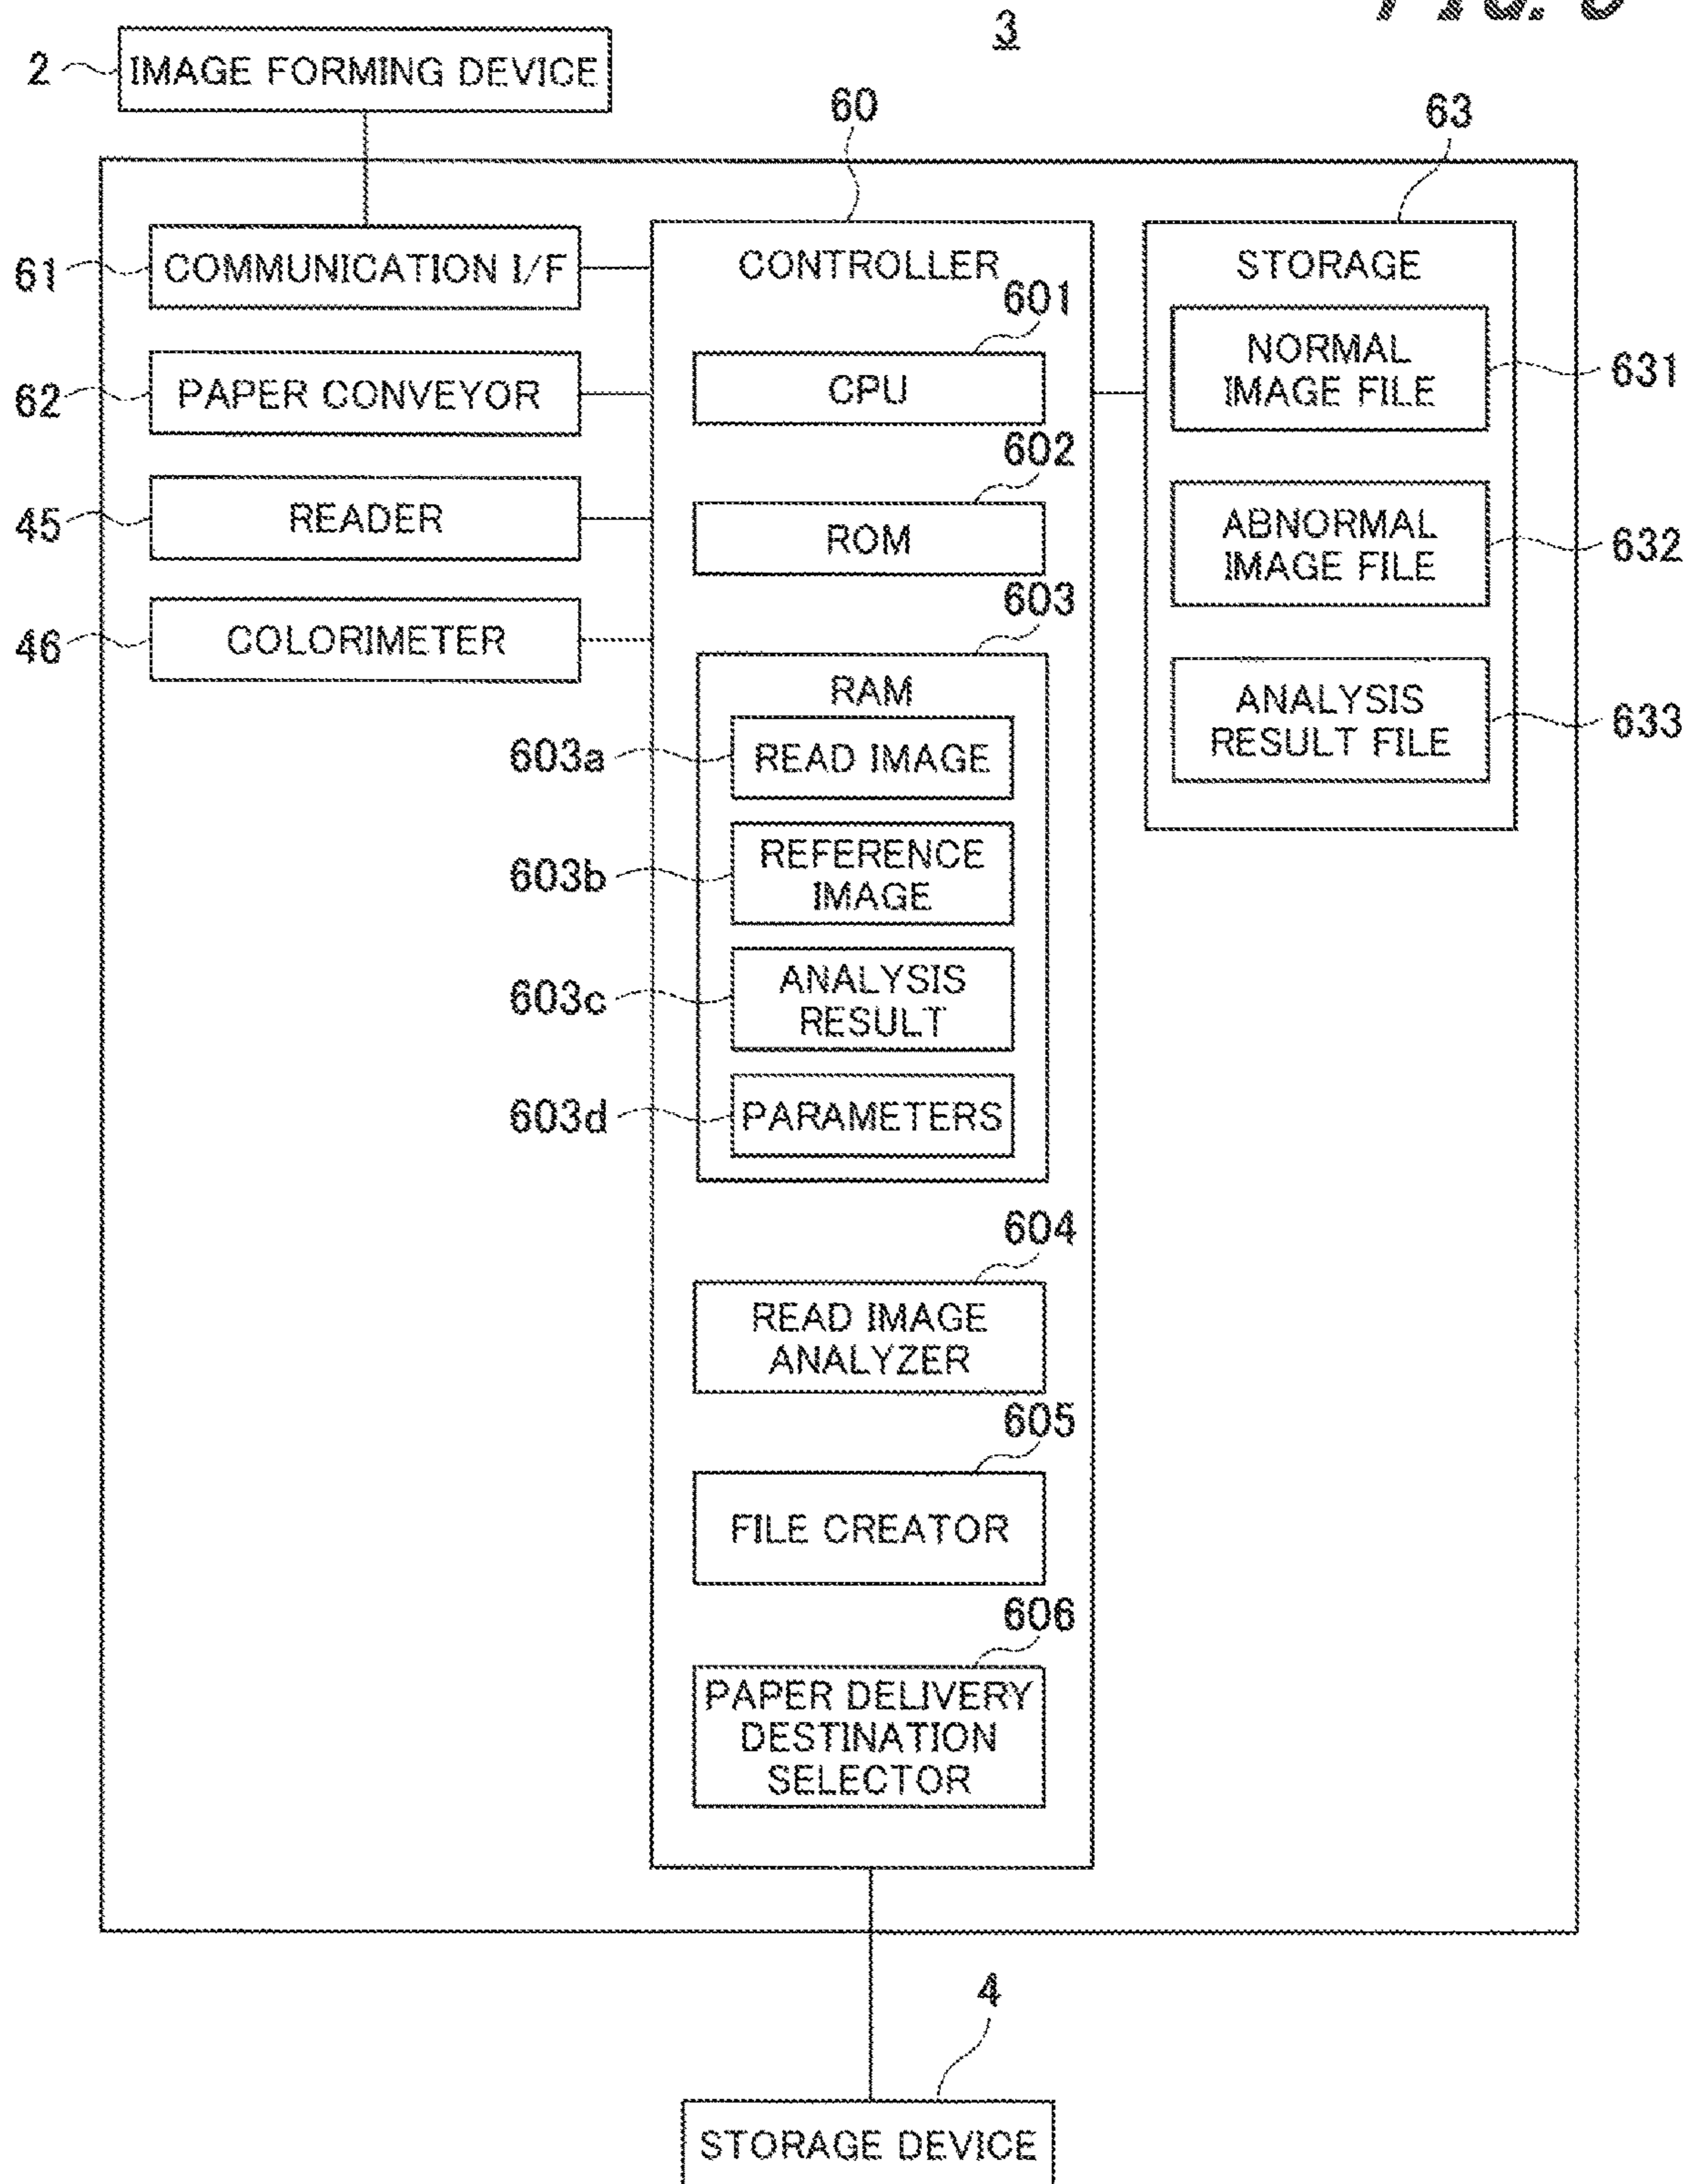 3
2 IMAGE FORMING DEVICE
60
63
61 COMMUNICATION I/F
CONTROLLER
STORAGE
601
CPU
NORMAL
IMAGE FILE
631
62 PAPER CONVEYOR
602
ROM
45 READER
ABNORMAL
IMAGE FILE
632
603
RAM
46 COLORIMETER
ANALYSIS
RESULT FILE
633
603a READ IMAGE
603b REFERENCE
IMAGE
603c ANALYSIS
RESULT
603d PARAMETERS
604
READ IMAGE
ANALYZER
605
FILE CREATOR
606
PAPER DELIVERY
DESTINATION
SELECTOR
4
STORAGE DEVICE